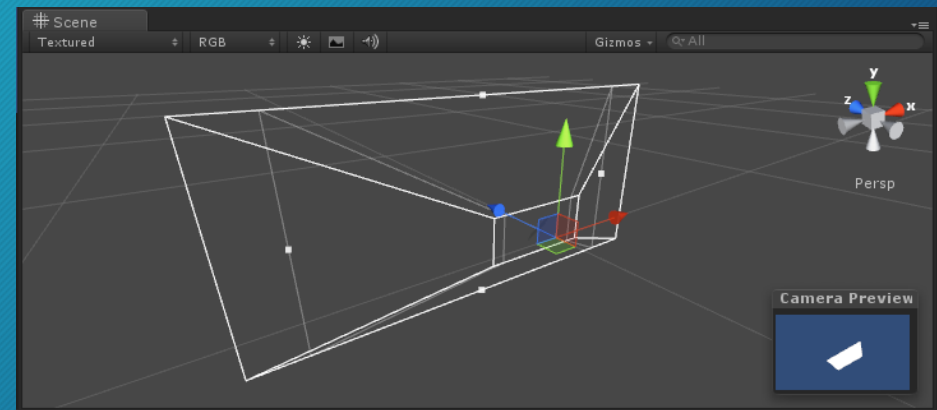 Scene
Textured RGB Gizmos All
y
z x
Persp
Camera Preview